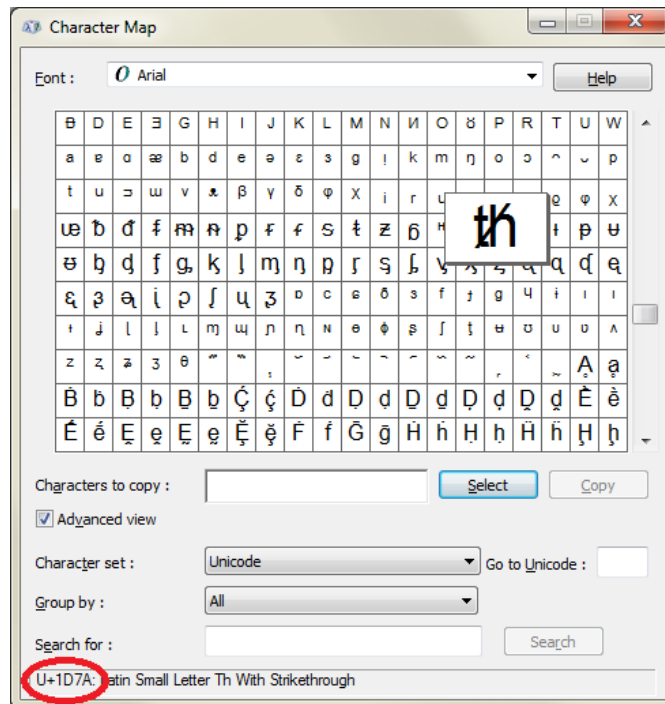 Character Map
Font :
O Arial
Help
ᴯ ᴰ ᴱ ᴲ ᴳ ᴴ ᴵ ᴶ ᴷ ᴸ ᴹ ᴺ ᴻ ᴼ ᴽ ᴾ ᴿ ᵀ ᵁ ᵂ
ᵃ ᵄ ᵅ ᵆ ᵇ ᵈ ᵉ ᵊ ᵋ ᵌ ᵍ ᵎ ᵏ ᵐ ᵑ ᵒ ᵓ ᵔ ᵕ ᵖ
ᵗ ᵘ ᵙ ᵚ ᵛ ᵜ ᵝ ᵞ ᵟ ᵠ ᵡ ᵢ ᵣ ᵩ ᵪ
ᵫ ᵬ ᵭ ᵮ ᵯ ᵰ ᵱ ᵲ ᵳ ᵴ ᵵ ᵶ ᵷ ᵺ ᵼ ᵽ ᵾ
ᵿ ᶀ ᶁ ᶂ ᶃ ᶄ ᶅ ᶆ ᶇ ᶈ ᶉ ᶊ ᶋ ᶌ ᶍ ᶎ ᶏ ᶐ ᶑ ᶒ
ᶓ ᶔ ᶕ ᶖ ᶗ ᶘ ᶙ ᶚ ᶛ ᶜ ᶝ ᶞ ᶟ ᶠ ᶡ ᶢ ᶣ ᶤ ᶥ ᶦ
ᶧ ᶨ ᶩ ᶪ ᶫ ᶬ ᶭ ᶮ ᶯ ᶰ ᶱ ᶲ ᶳ ᶴ ᶵ ᶶ ᶷ ᶸ ᶹ ᶺ
ᶻ ᶼ ᶽ ᶾ ᶿ Ḁ ḁ
Ḃ ḃ Ḅ ḅ Ḇ ḇ Ḉ ḉ Ḋ ḋ Ḍ ḍ Ḏ ḏ Ḑ ḑ Ḓ ḓ Ḕ ḕ
Ḗ ḗ Ḙ ḙ Ḛ ḛ Ḝ ḝ Ḟ ḟ Ḡ ḡ Ḣ ḣ Ḥ ḥ Ḧ ḧ Ḩ ḩ
Characters to copy :
Select
Copy
Advanced view
Character set :
Unicode
Go to Unicode :
Group by :
All
Search for :
Search
U+1D7A: Latin Small Letter Th With Strikethrough